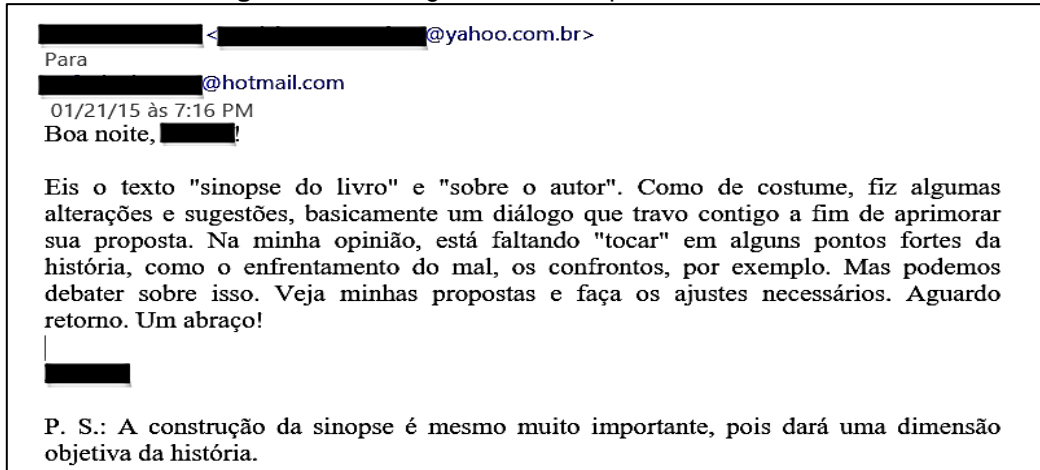 <@yahoo.com.br>
Para
@hotmail.com
01/21/15 às 7:16 PM
Boa noite, !
Eis o texto "sinopse do livro" e "sobre o autor". Como de costume, fiz algumas
alterações e sugestões, basicamente um diálogo que travo contigo a fim de aprimorar
sua proposta. Na minha opinião, está faltando "tocar" em alguns pontos fortes da
história, como o enfrentamento do mal, os confrontos, por exemplo. Mas podemos
debater sobre isso. Veja minhas propostas e faça os ajustes necessários. Aguardo
retorno. Um abraço!
P. S.: A construção da sinopse é mesmo muito importante, pois dará uma dimensão
objetiva da história.